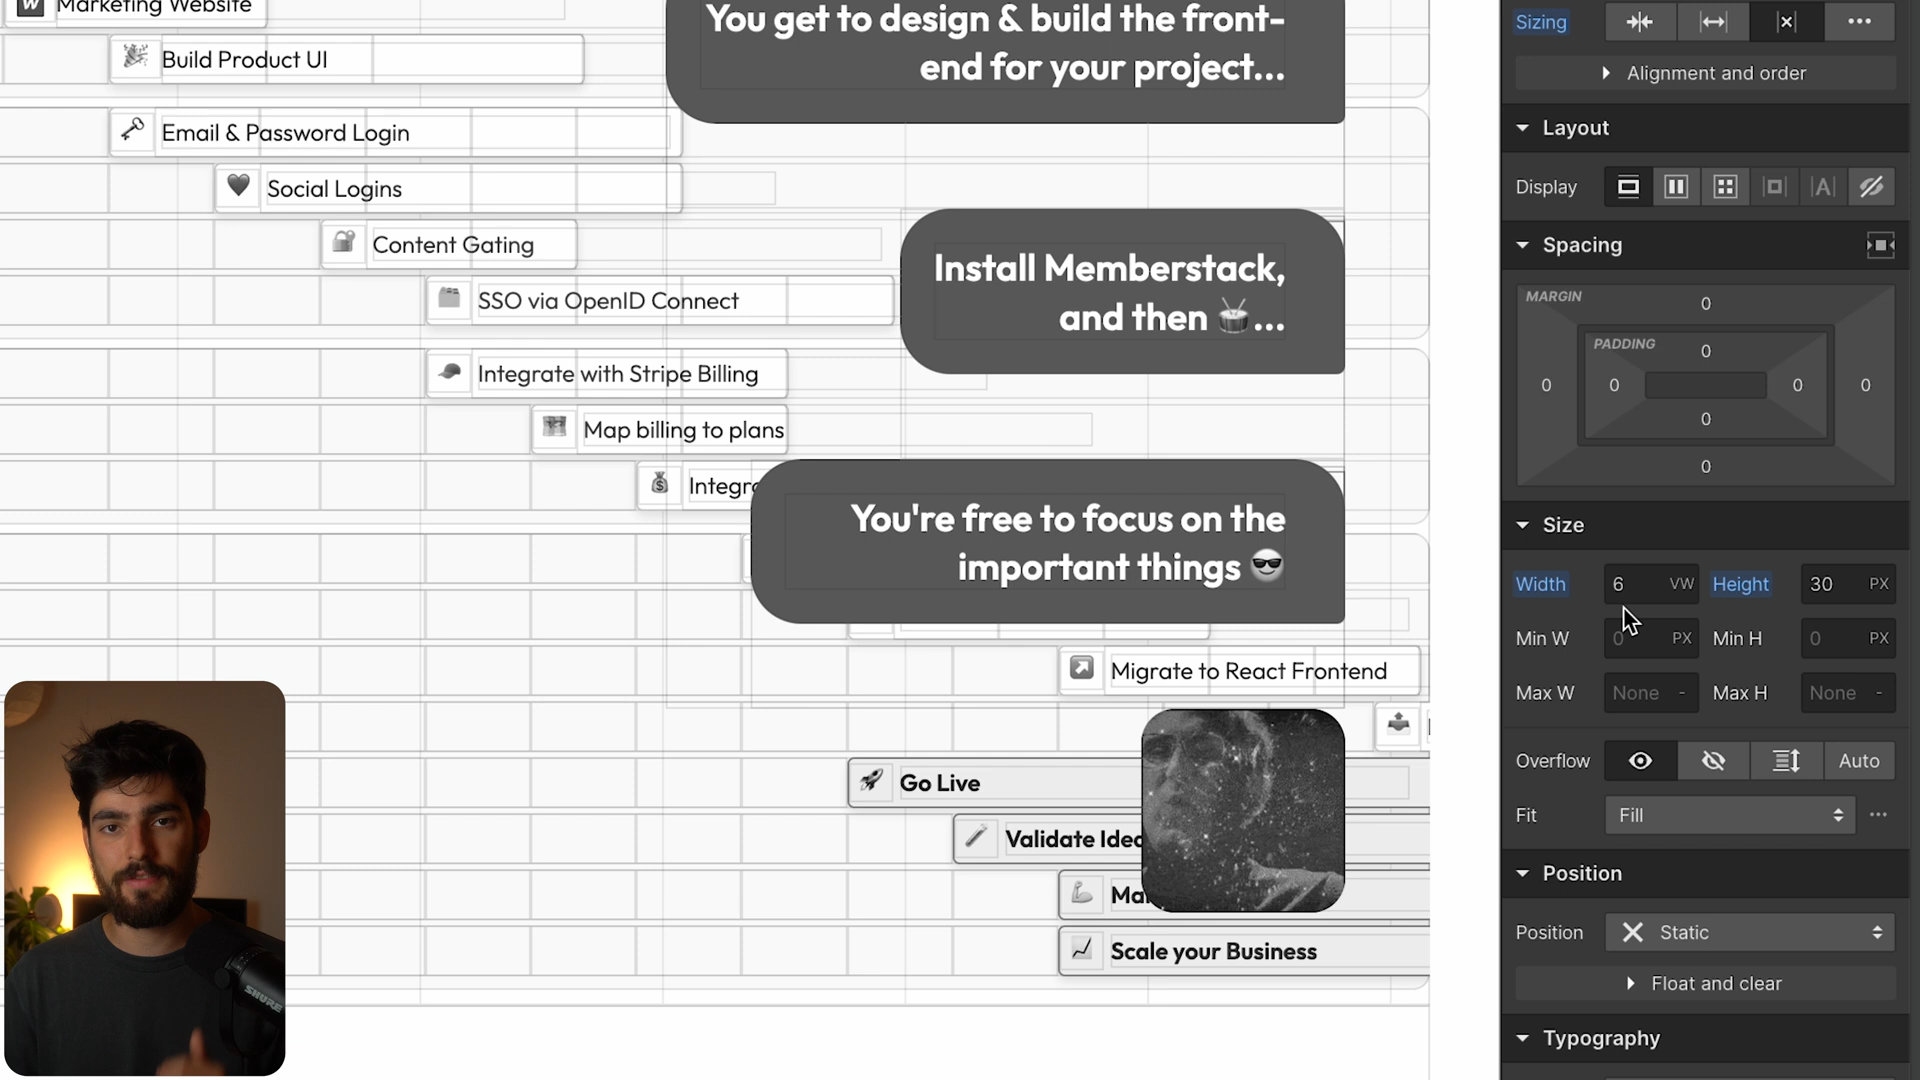 W Marketing Website
Build Product UI
Email & Password Login
Social Logins
Content Gating
SSO via OpenID Connect
Integrate with Stripe Billing
Map billing to plans
You get to design & build the front-
end for your project...
Install Memberstack,
and then 🥁...
You're free to focus on the
important things 😎
Migrate to React Frontend
Go Live
Validate
Scale your Business
SHURE
Sizing
Alignment and order
Layout
Display
Spacing
MARGIN
0
PADDING
0
0 0 0 0
0
0
Size
Width 6 VW Height 30 PX
Min W 0 PX Min H 0 PX
Max W None - Max H None -
Overflow Auto
Fit Fill
Position
Position Static
Float and clear
Typography